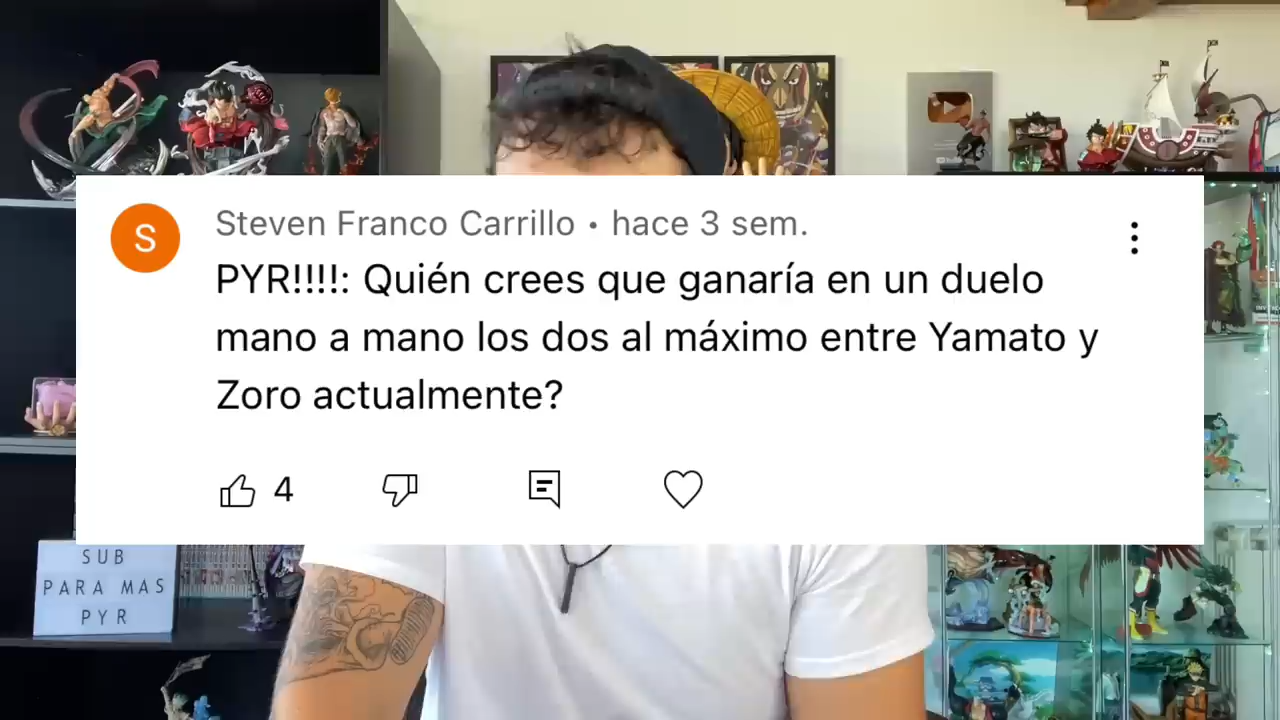 S
Steven Franco Carrillo • hace 3 sem.
PYR!!!!: Quién crees que ganaría en un duelo
mano a mano los dos al máximo entre Yamato y
Zoro actualmente?
4
SUB
PARA MAS
PYR